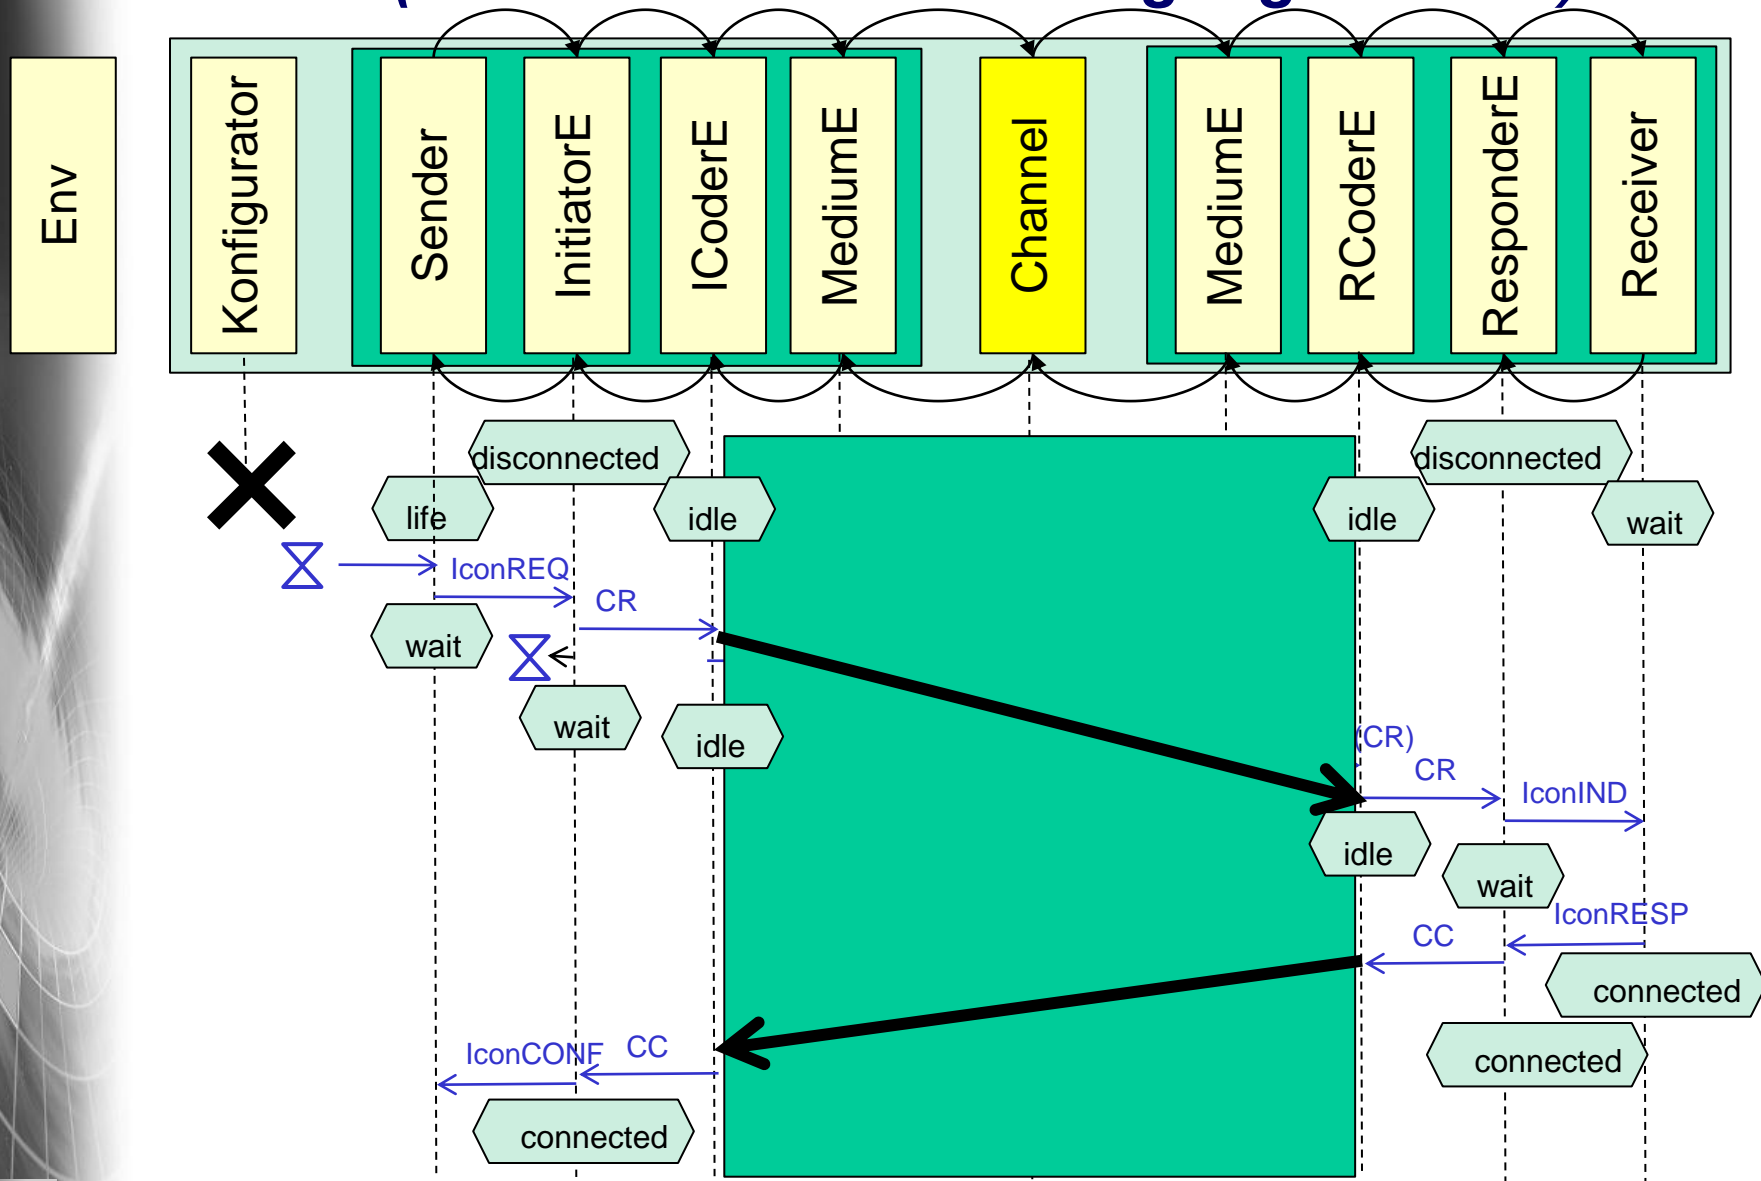 Env
Konfigurator
Sender
InitiatorE
ICoderE
MediumE
Channel
MediumE
RCoderE
ResponderE
Receiver
disconnected
disconnected
life
idle
idle
wait
IconREQ
CR
wait
wait
idle
(CR)
CR
IconIND
idle
wait
IconRESP
CC
connected
connected
IconCONF
CC
connected